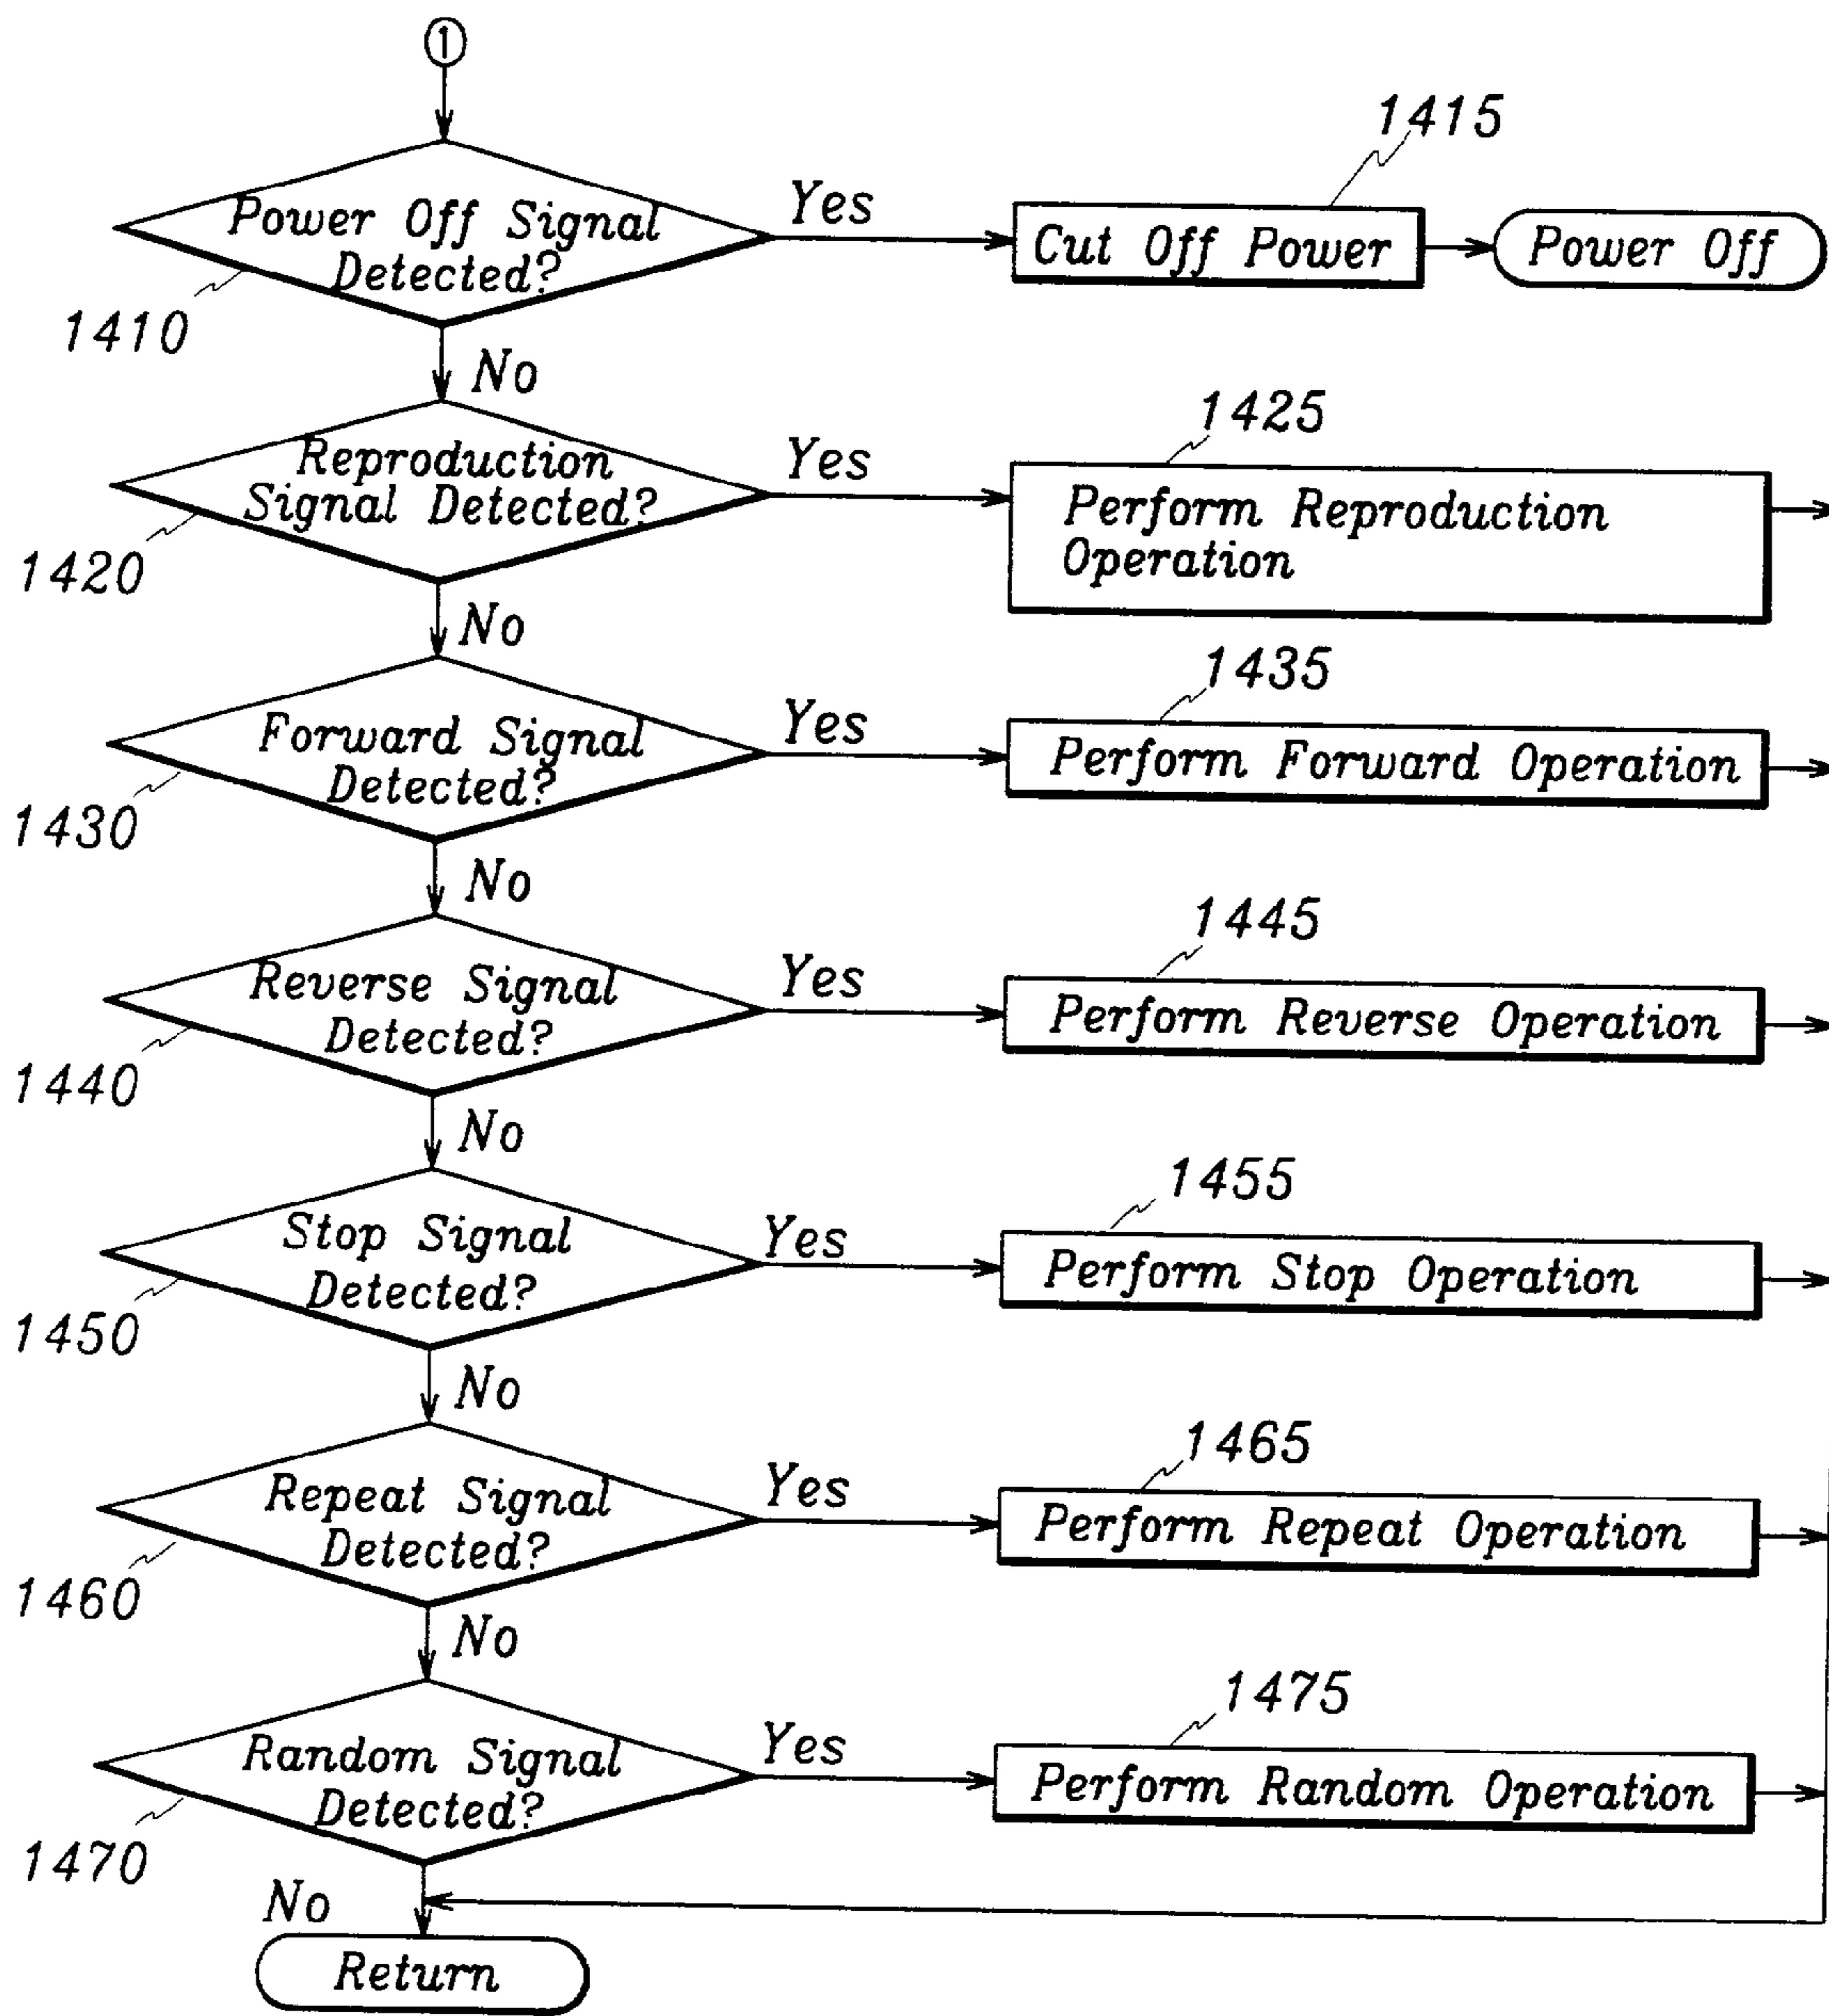 1
1415
Power Off Signal
Detected?
Yes
Cut Off Power
Power Off
1410
No
1425
Reproduction
Signal Detected?
Yes
Perform Reproduction
Operation
1420
No
1435
Forward Signal
Detected?
Yes
Perform Forward Operation
1430
No
1445
Reverse Signal
Detected?
Yes
Perform Reverse Operation
1440
No
1455
Stop Signal
Detected?
Yes
Perform Stop Operation
1450
No
1465
Repeat Signal
Detected?
Yes
Perform Repeat Operation
1460
No
1475
Random Signal
Detected?
Yes
Perform Random Operation
1470
No
Return